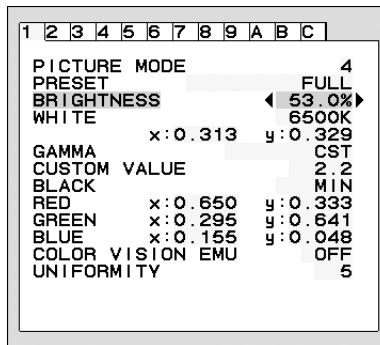 1 2 3 4 5 6 7 8 9 A B C
PICTURE MODE 4
PRESET FULL
BRIGHTNESS 53.0%
WHITE 6500K
x:0.313 y:0.329
GAMMA CST
CUSTOM VALUE 2.2
BLACK MIN
RED x:0.650 y:0.333
GREEN x:0.295 y:0.641
BLUE x:0.155 y:0.048
COLOR VISION EMU OFF
UNIFORMITY 5